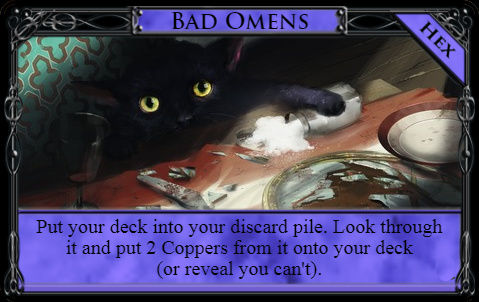 BAD OMENS
HEX
Put your deck into your discard pile. Look through
it and put 2 Coppers from it onto your deck
(or reveal you can't).